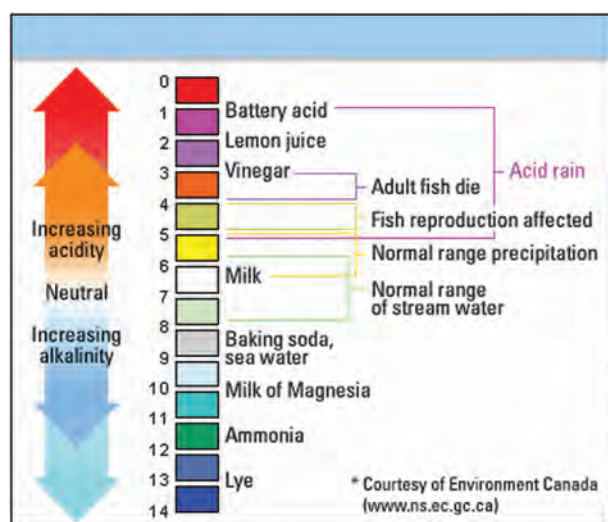 0
1
Battery acid
2
Lemon juice
Acid rain
3
Vinegar
Adult fish die
4
Fish reproduction affected
Increasing
acidity
5
Normal range precipitation
6
Neutral
Milk
Normal range
of stream water
7
8
Increasing
alkalinity
Baking soda,
sea water
9
10
Milk of Magnesia
11
Ammonia
12
13
Lye
14
* Courtesy of Environment Canada
(www.ns.ec.gc.ca)